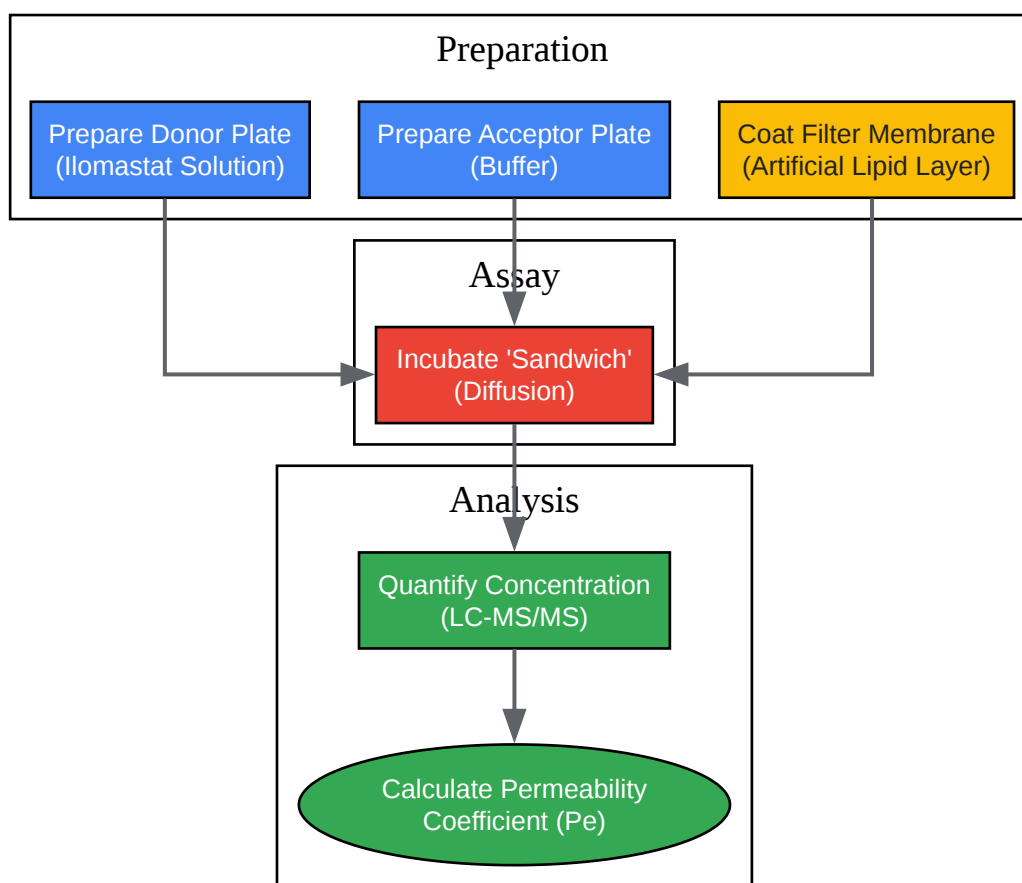 Preparation
Prepare Donor Plate
(Ilomastat Solution)
Prepare Acceptor Plate
(Buffer)
Coat Filter Membrane
(Artificial Lipid Layer)
Assay
Incubate 'Sandwich'
(Diffusion)
Analysis
Quantify Concentration
(LC-MS/MS)
Calculate Permeability
Coefficient (Pe)